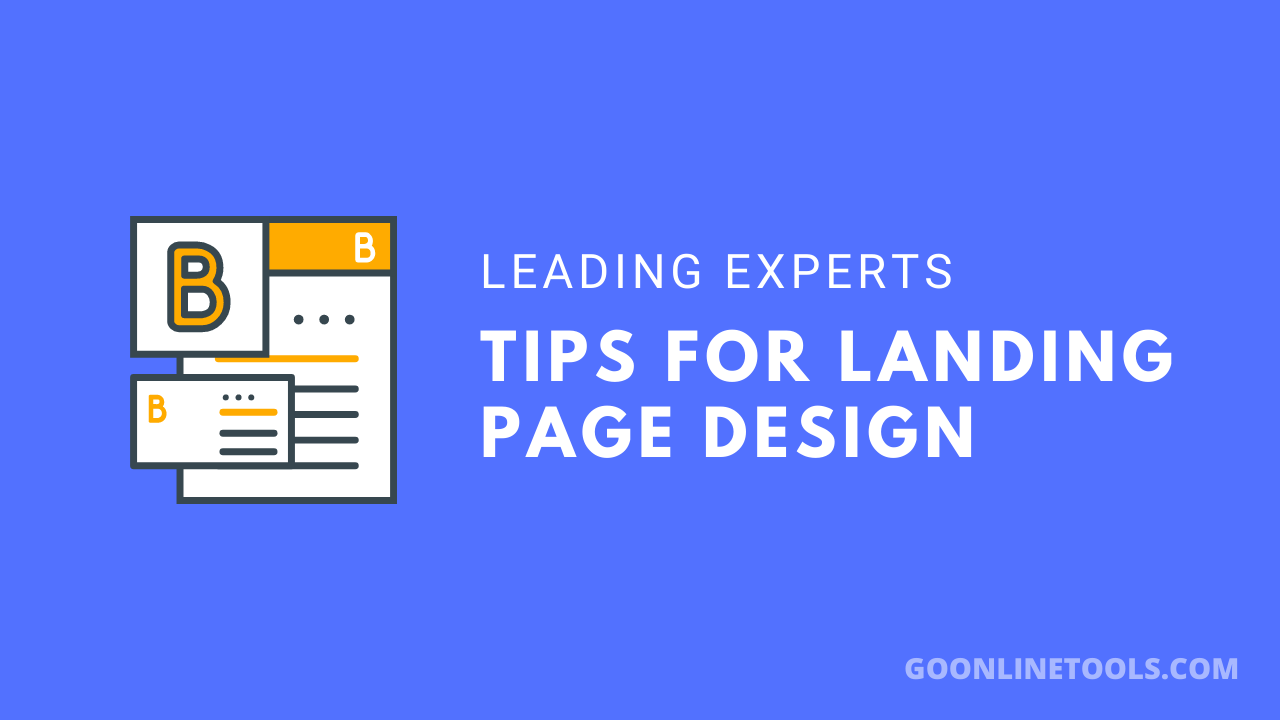 B
B
B
LEADING EXPERTS
TIPS FOR LANDING
PAGE DESIGN
GOONLINETOOLS.COM